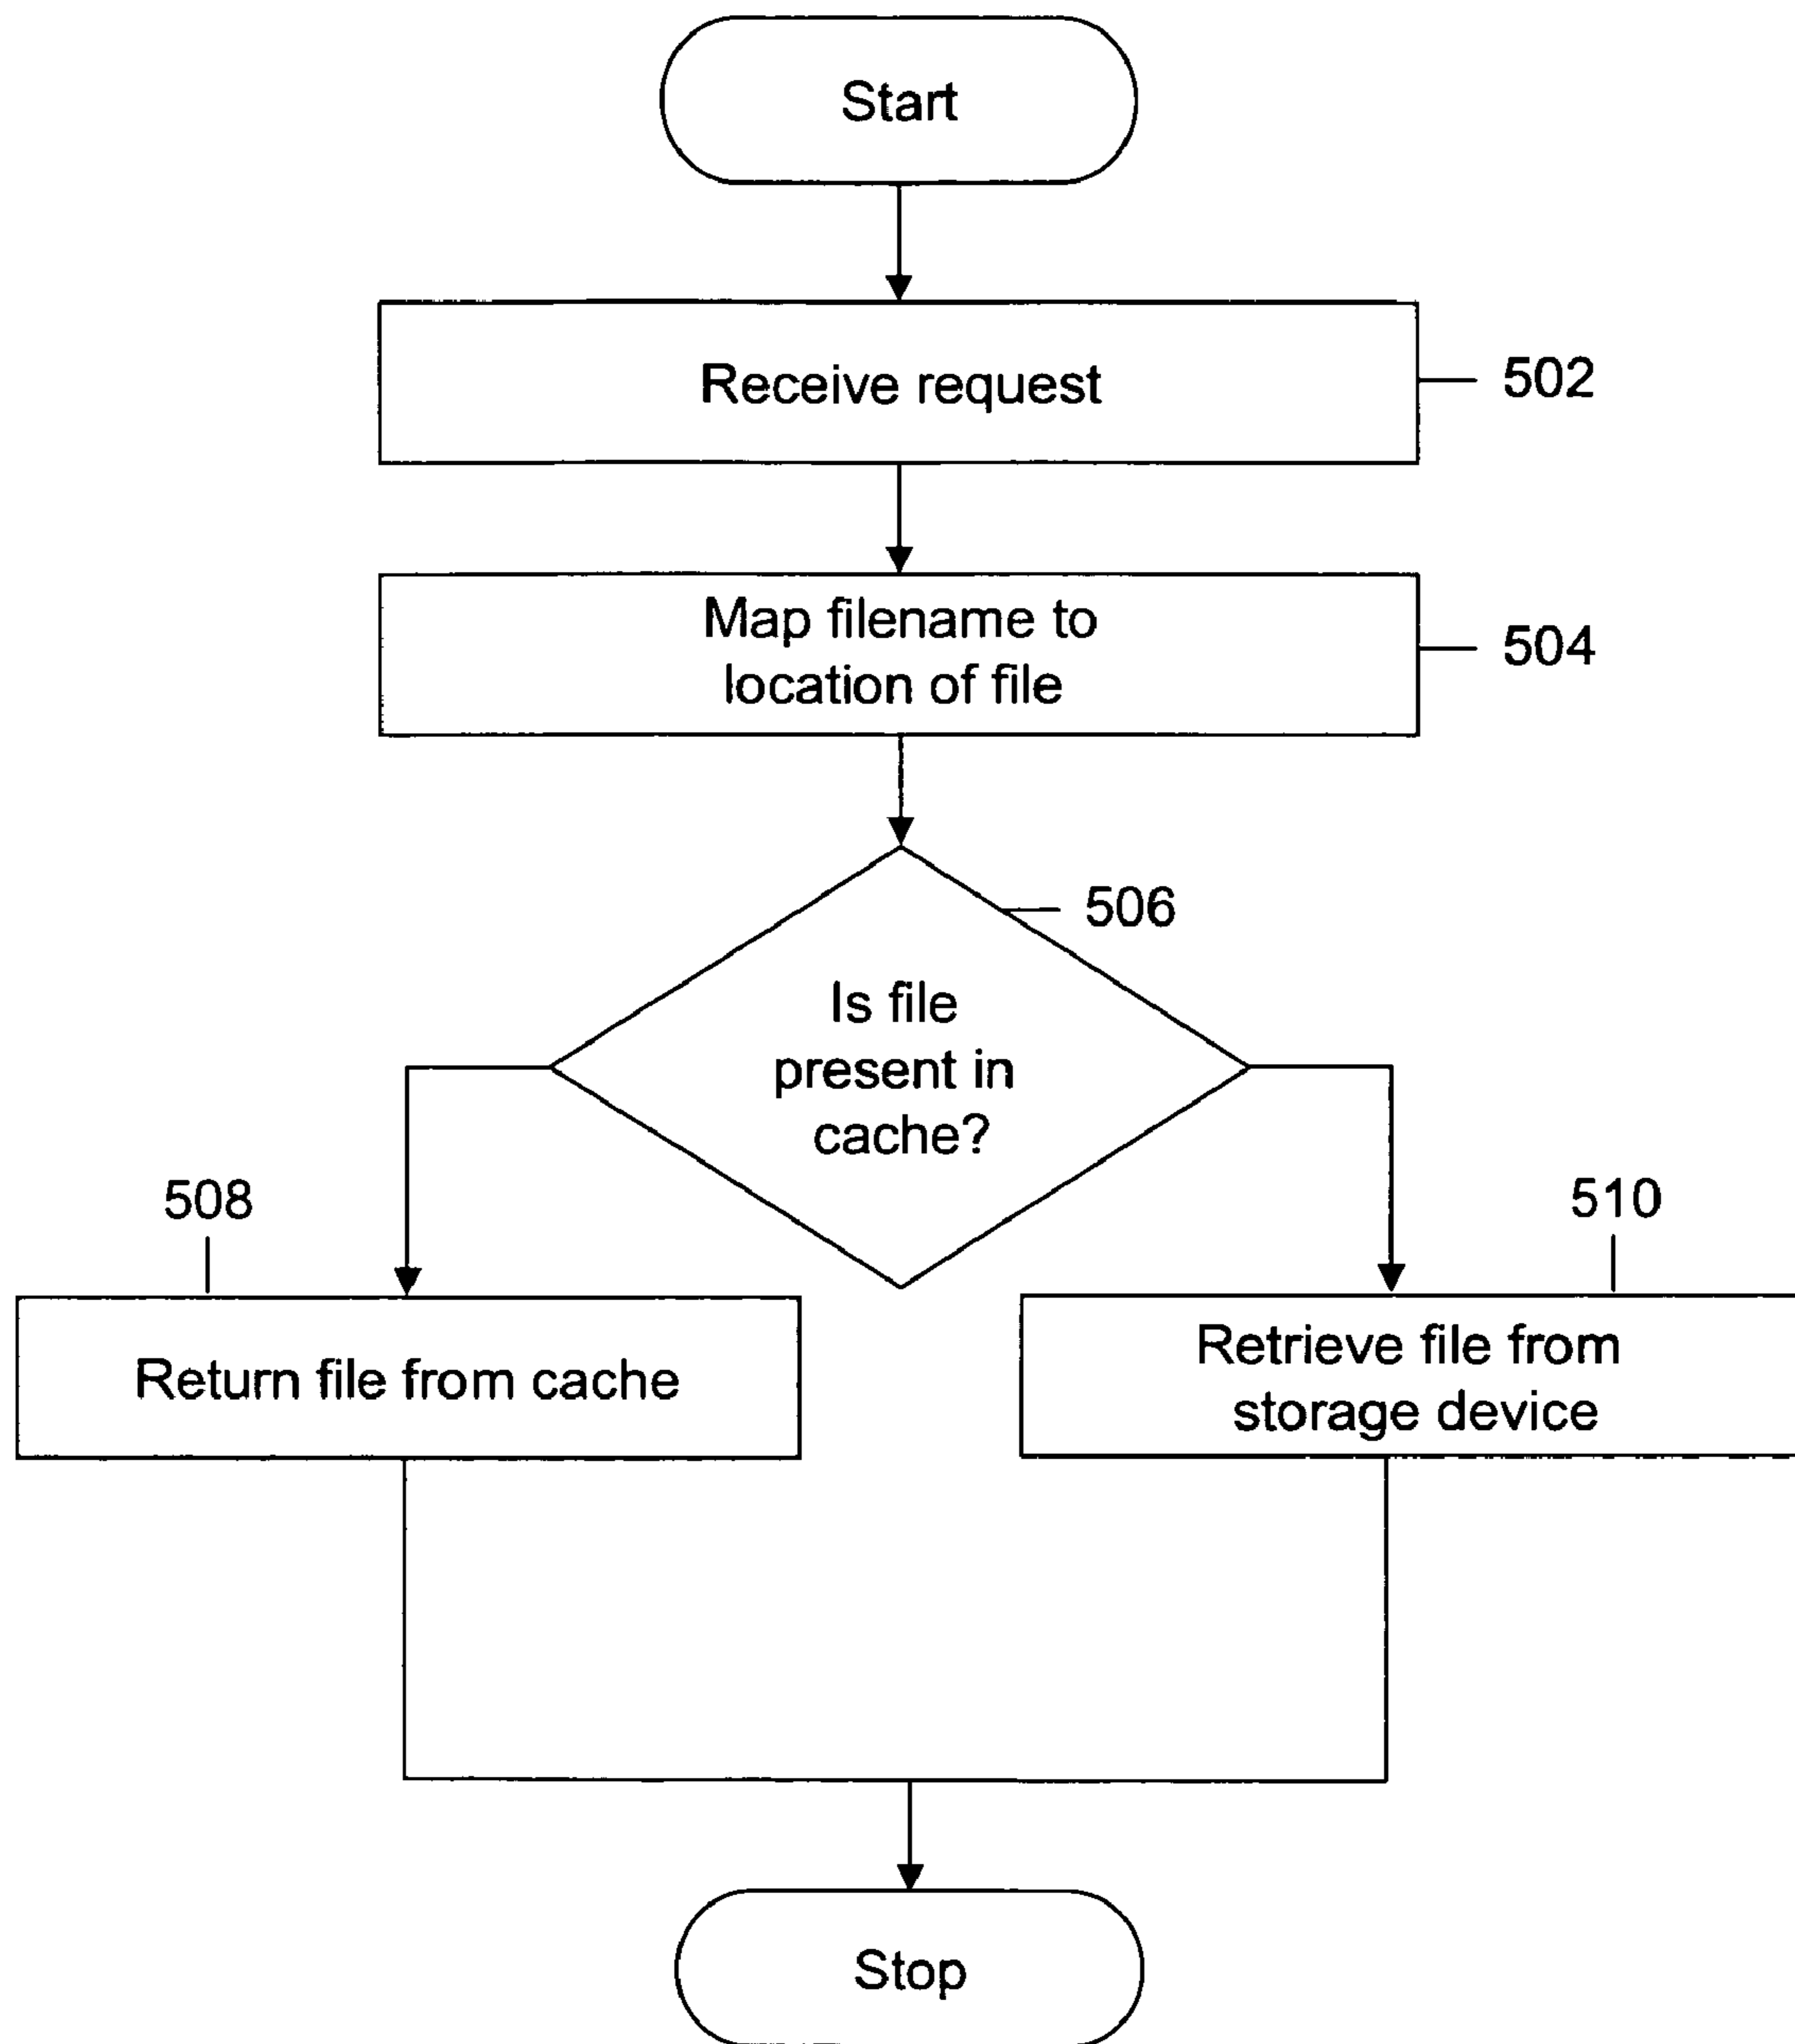 Start
Receive request
502
Map filename to
location of file
504
506
Is file
present in
cache?
508
510
Return file from cache
Retrieve file from
storage device
Stop